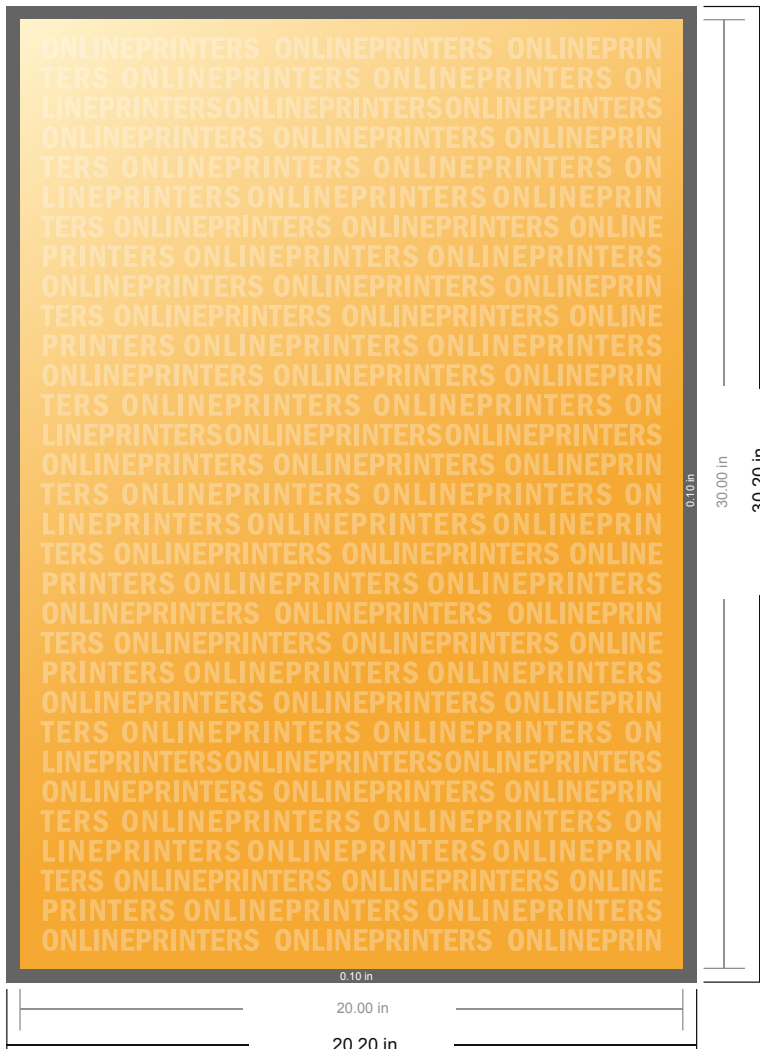 ONLINEPRINTERS ONLINEPRINTERS ONLINEPRIN
TERS ONLINEPRINTERS ONLINEPRINTERS ON
LINEPRINTERSONLINEPRINTERSONLINEPRINTERS
ONLINEPRINTERS ONLINEPRINTERS ONLINEPRIN
TERS ONLINEPRINTERS ONLINEPRINTERS ON
LINEPRINTERS ONLINEPRINTERS ONLINEPRIN
TERS ONLINEPRINTERS ONLINEPRINTERS ONLINE
PRINTERS ONLINEPRINTERS ONLINEPRINTERS
ONLINEPRINTERS ONLINEPRINTERS ONLINEPRIN
TERS ONLINEPRINTERS ONLINEPRINTERS ONLINE
PRINTERS ONLINEPRINTERS ONLINEPRINTERS
ONLINEPRINTERS ONLINEPRINTERS ONLINEPRIN
TERS ONLINEPRINTERS ONLINEPRINTERS ON
LINEPRINTERSONLINEPRINTERSONLINEPRINTERS
ONLINEPRINTERS ONLINEPRINTERS ONLINEPRIN
TERS ONLINEPRINTERS ONLINEPRINTERS ON
LINEPRINTERS ONLINEPRINTERS ONLINEPRIN
TERS ONLINEPRINTERS ONLINEPRINTERS ONLINE
PRINTERS ONLINEPRINTERS ONLINEPRINTERS
ONLINEPRINTERS ONLINEPRINTERS ONLINEPRIN
TERS ONLINEPRINTERS ONLINEPRINTERS ONLINE
PRINTERS ONLINEPRINTERS ONLINEPRINTERS
ONLINEPRINTERS ONLINEPRINTERS ONLINEPRIN
TERS ONLINEPRINTERS ONLINEPRINTERS ON
LINEPRINTERSONLINEPRINTERSONLINEPRINTERS
ONLINEPRINTERS ONLINEPRINTERS ONLINEPRIN
TERS ONLINEPRINTERS ONLINEPRINTERS ON
LINEPRINTERS ONLINEPRINTERS ONLINEPRIN
TERS ONLINEPRINTERS ONLINEPRINTERS ONLINE
PRINTERS ONLINEPRINTERS ONLINEPRINTERS
ONLINEPRINTERS ONLINEPRINTERS ONLINEPRIN
0.10 in
30.00 in
30.20 in
0.10 in
20.00 in
20.20 in